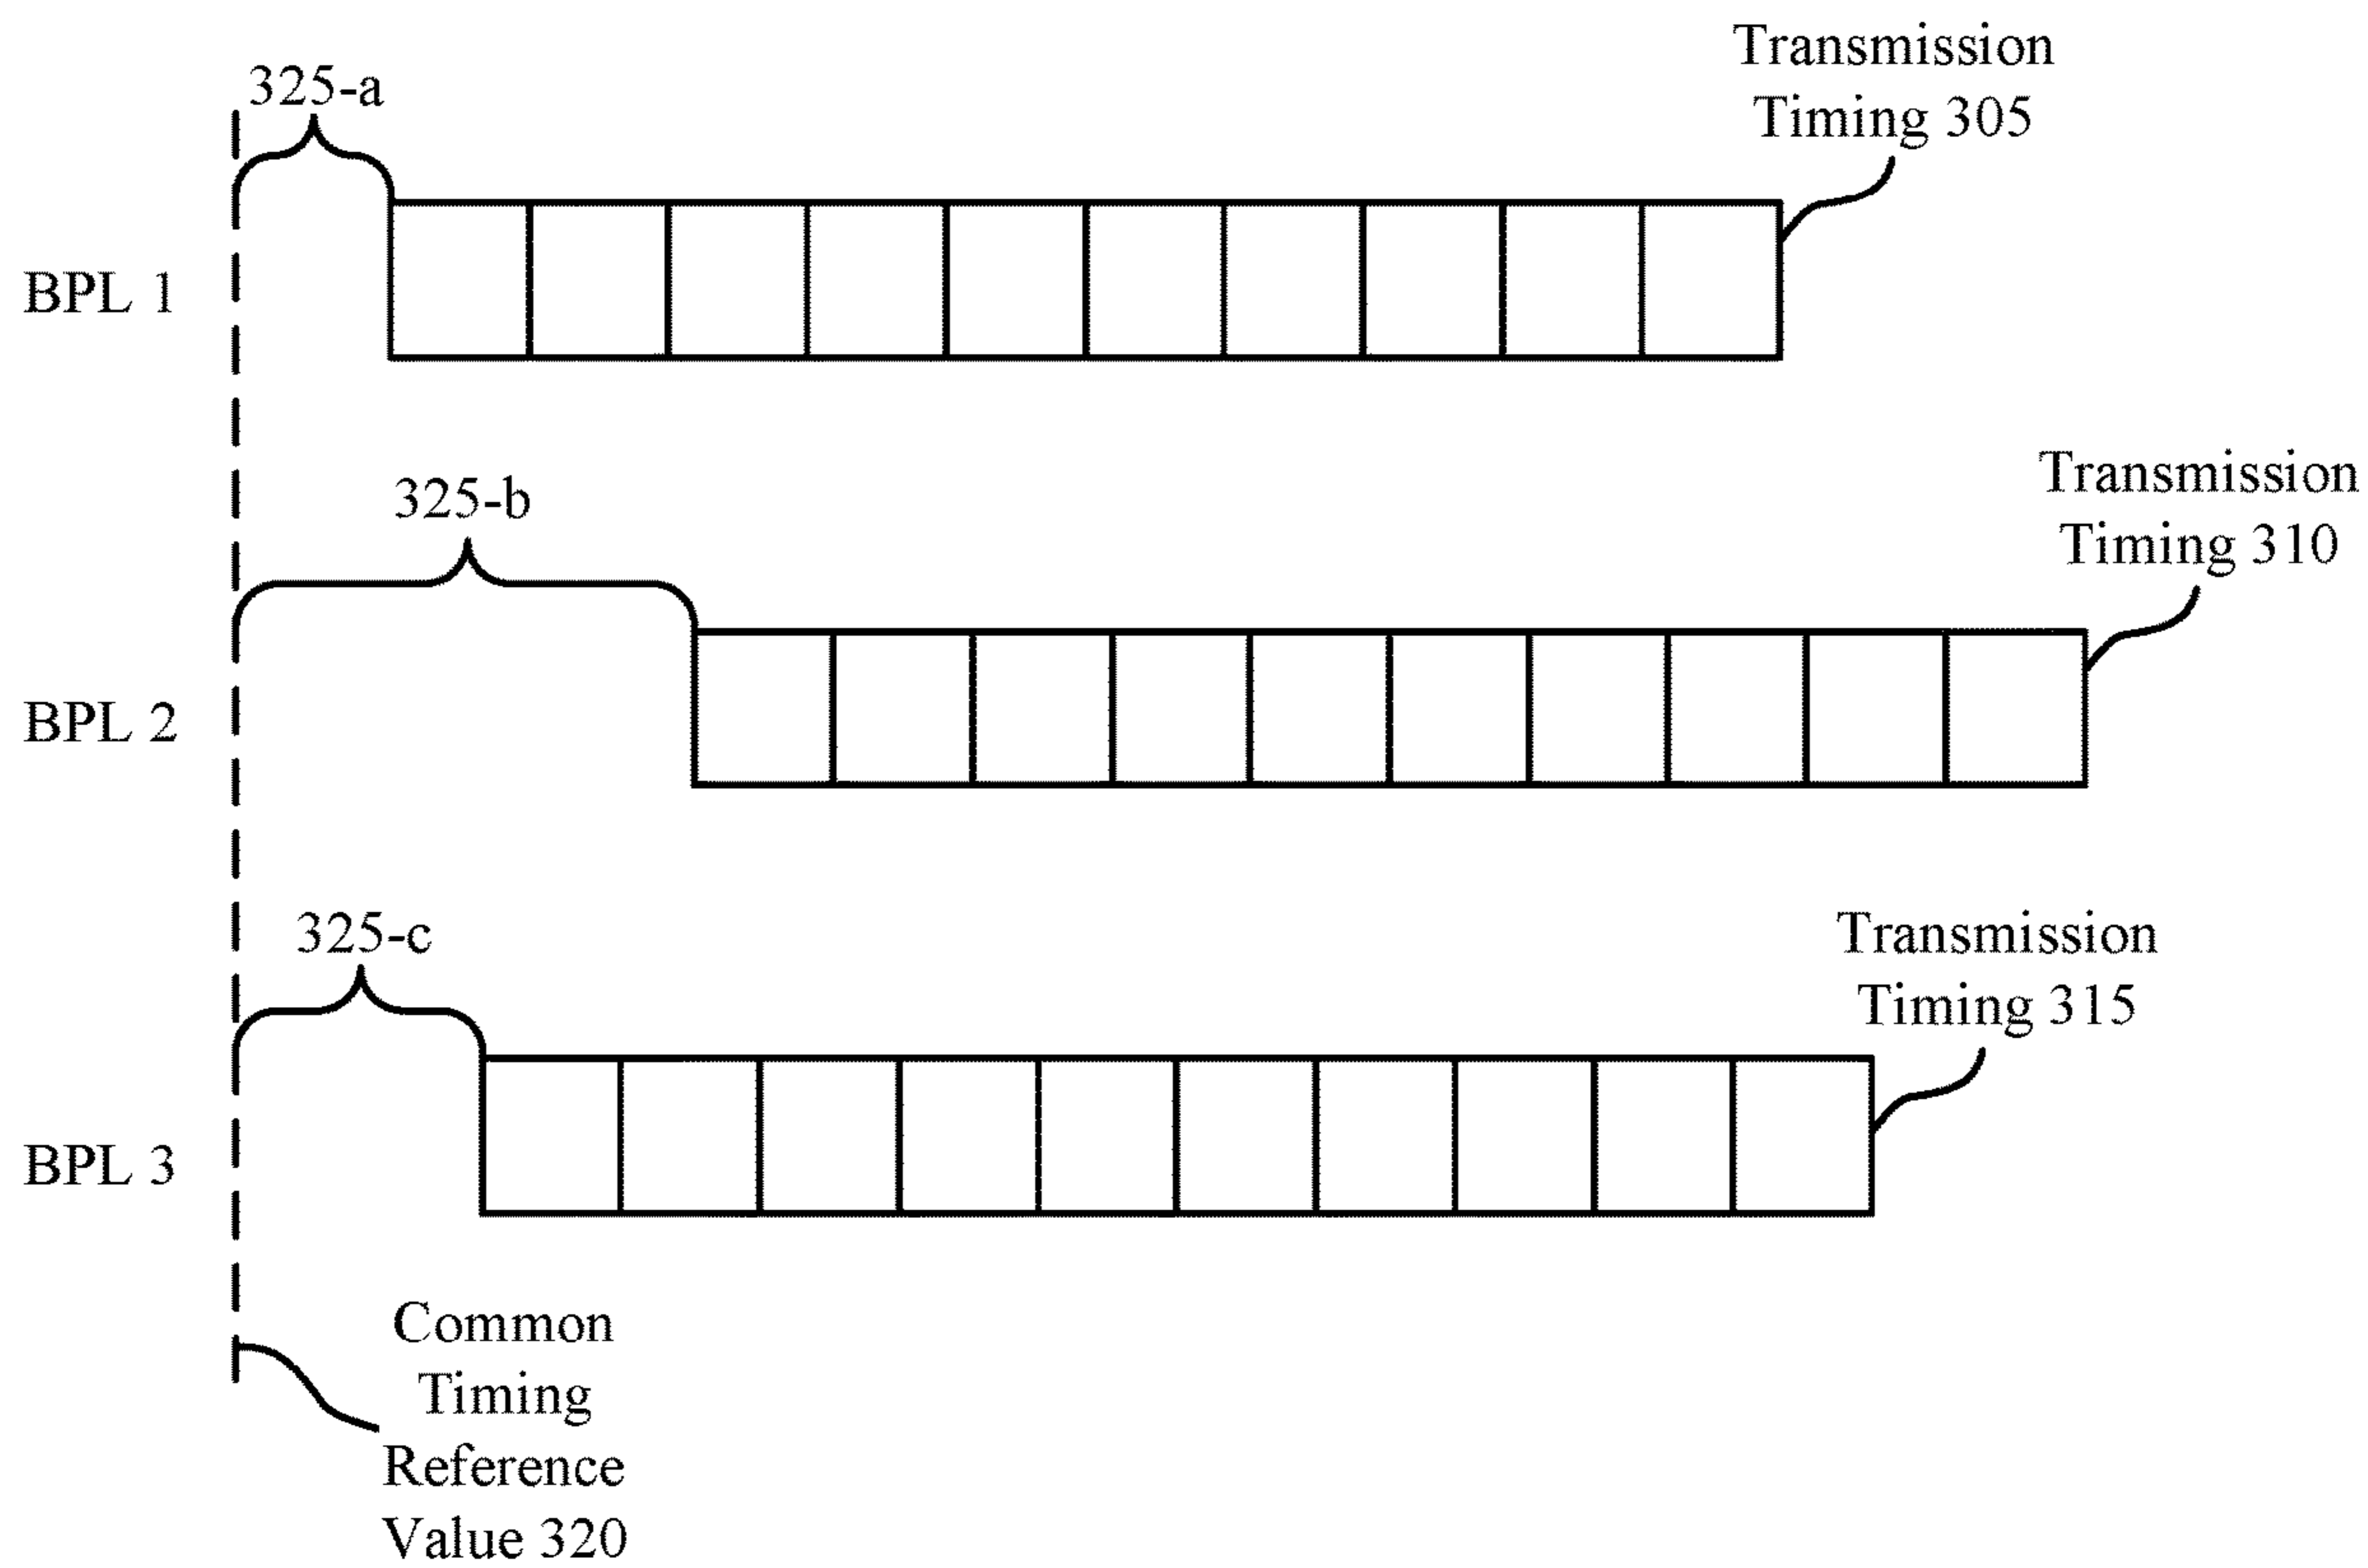 Transmission
Timing 305
325-a
BPL 1
Transmission
Timing 310
325-b
BPL 2
Transmission
Timing 315
325-c
BPL 3
Common
Timing
Reference
Value 320